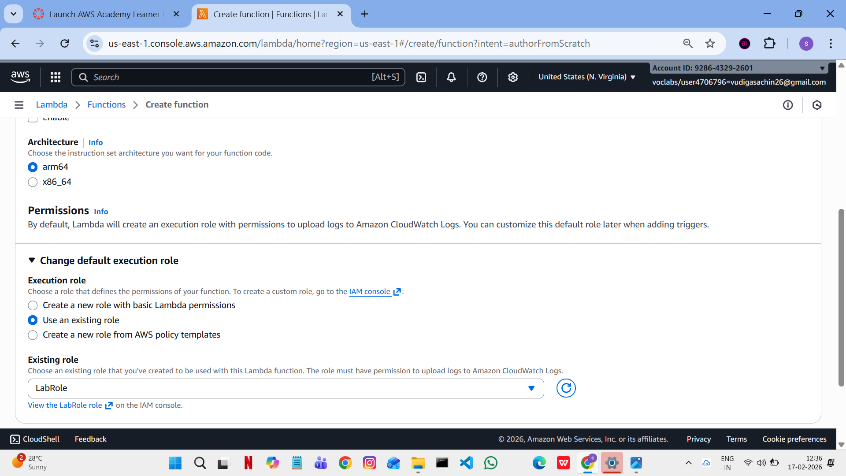 Launch AWS Academy Learner
Create function | Functions | La
us-east-1.console.aws.amazon.com/lambda/home?region=us-east-1#/create/function?intent=authorFromScratch
S
aws
Search
[Alt+S]
United States (N. Virginia)
Account ID: 9286-4329-2601
voclabs/user4706796=vudigasachin26@gmail.com
Lambda
Functions
Create function
Enable
Architecture
Info
Choose the instruction set architecture you want for your function code.
arm64
x86_64
Permissions Info
By default, Lambda will create an execution role with permissions to upload logs to Amazon CloudWatch Logs. You can customize this default role later when adding triggers.
Change default execution role
Execution role
Choose a role that defines the permissions of your function. To create a custom role, go to the IAM console.
Create a new role with basic Lambda permissions
Use an existing role
Create a new role from AWS policy templates
Existing role
Choose an existing role that you've created to be used with this Lambda function. The role must have permission to upload logs to Amazon CloudWatch Logs.
LabRole
View the LabRole role on the IAM console.
CloudShell
Feedback
© 2026, Amazon Web Services, Inc. or its affiliates.
Privacy
Terms
Cookie preferences
2
28°C
Sunny
ENG
IN
12:36
17-02-2026